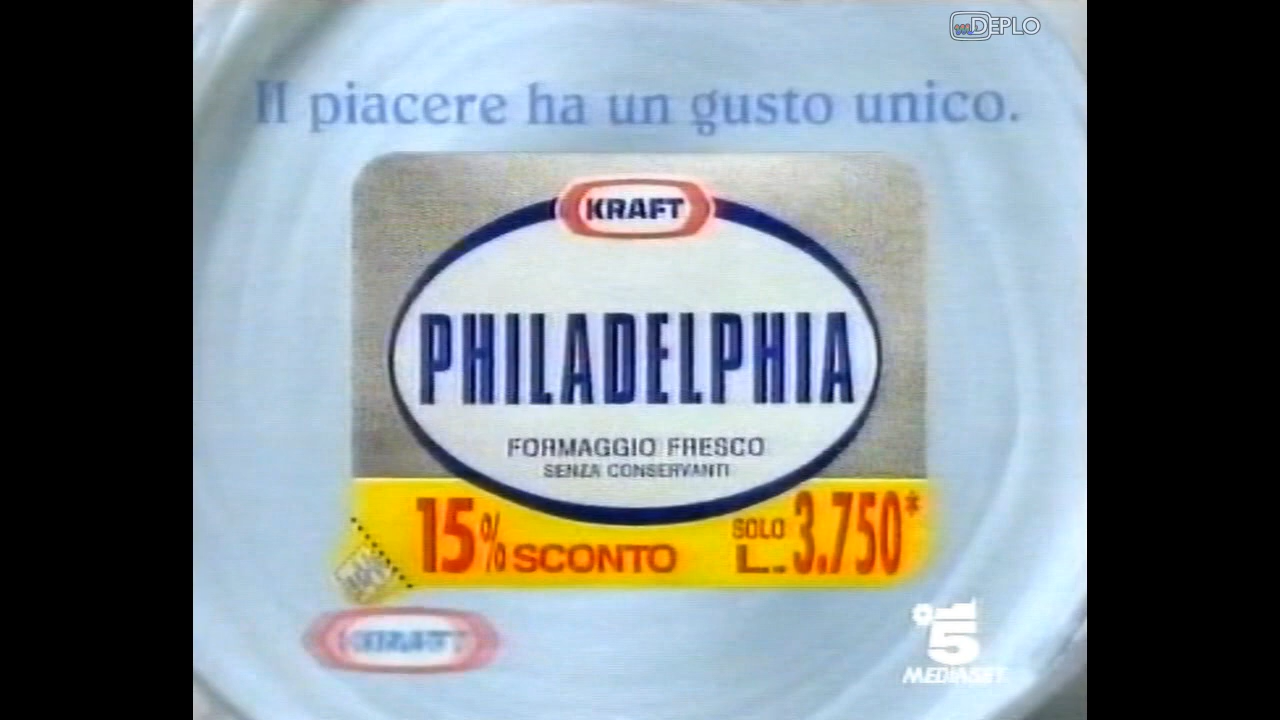 DEPLO
Il piacere ha un gusto unico.
KRAFT
PHILADELPHIA
FORMAGGIO FRESCO
SENZA CONSERVANTI
15% SCONTO
SOLO
L. 3.750*
KRAFT
5
MEDIASET